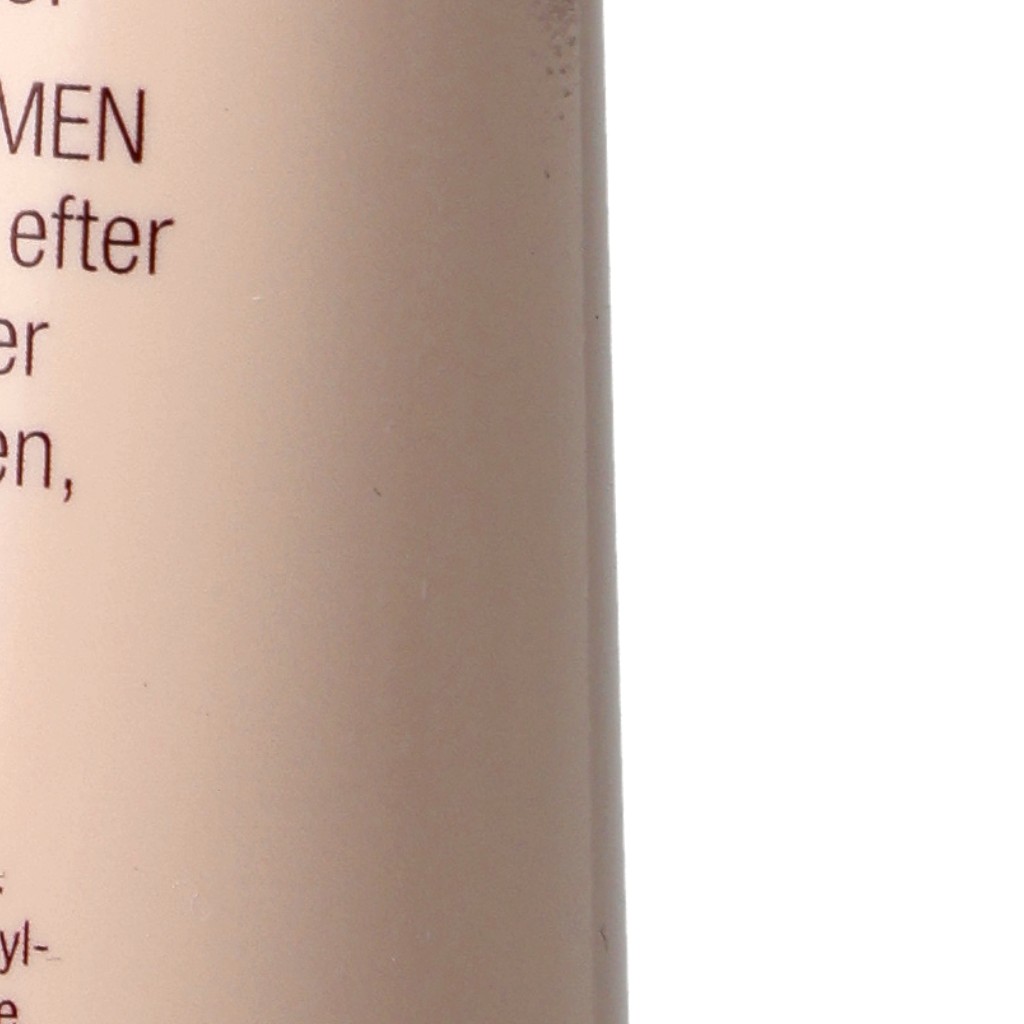 MEN
efter
er
en,
yl-
e